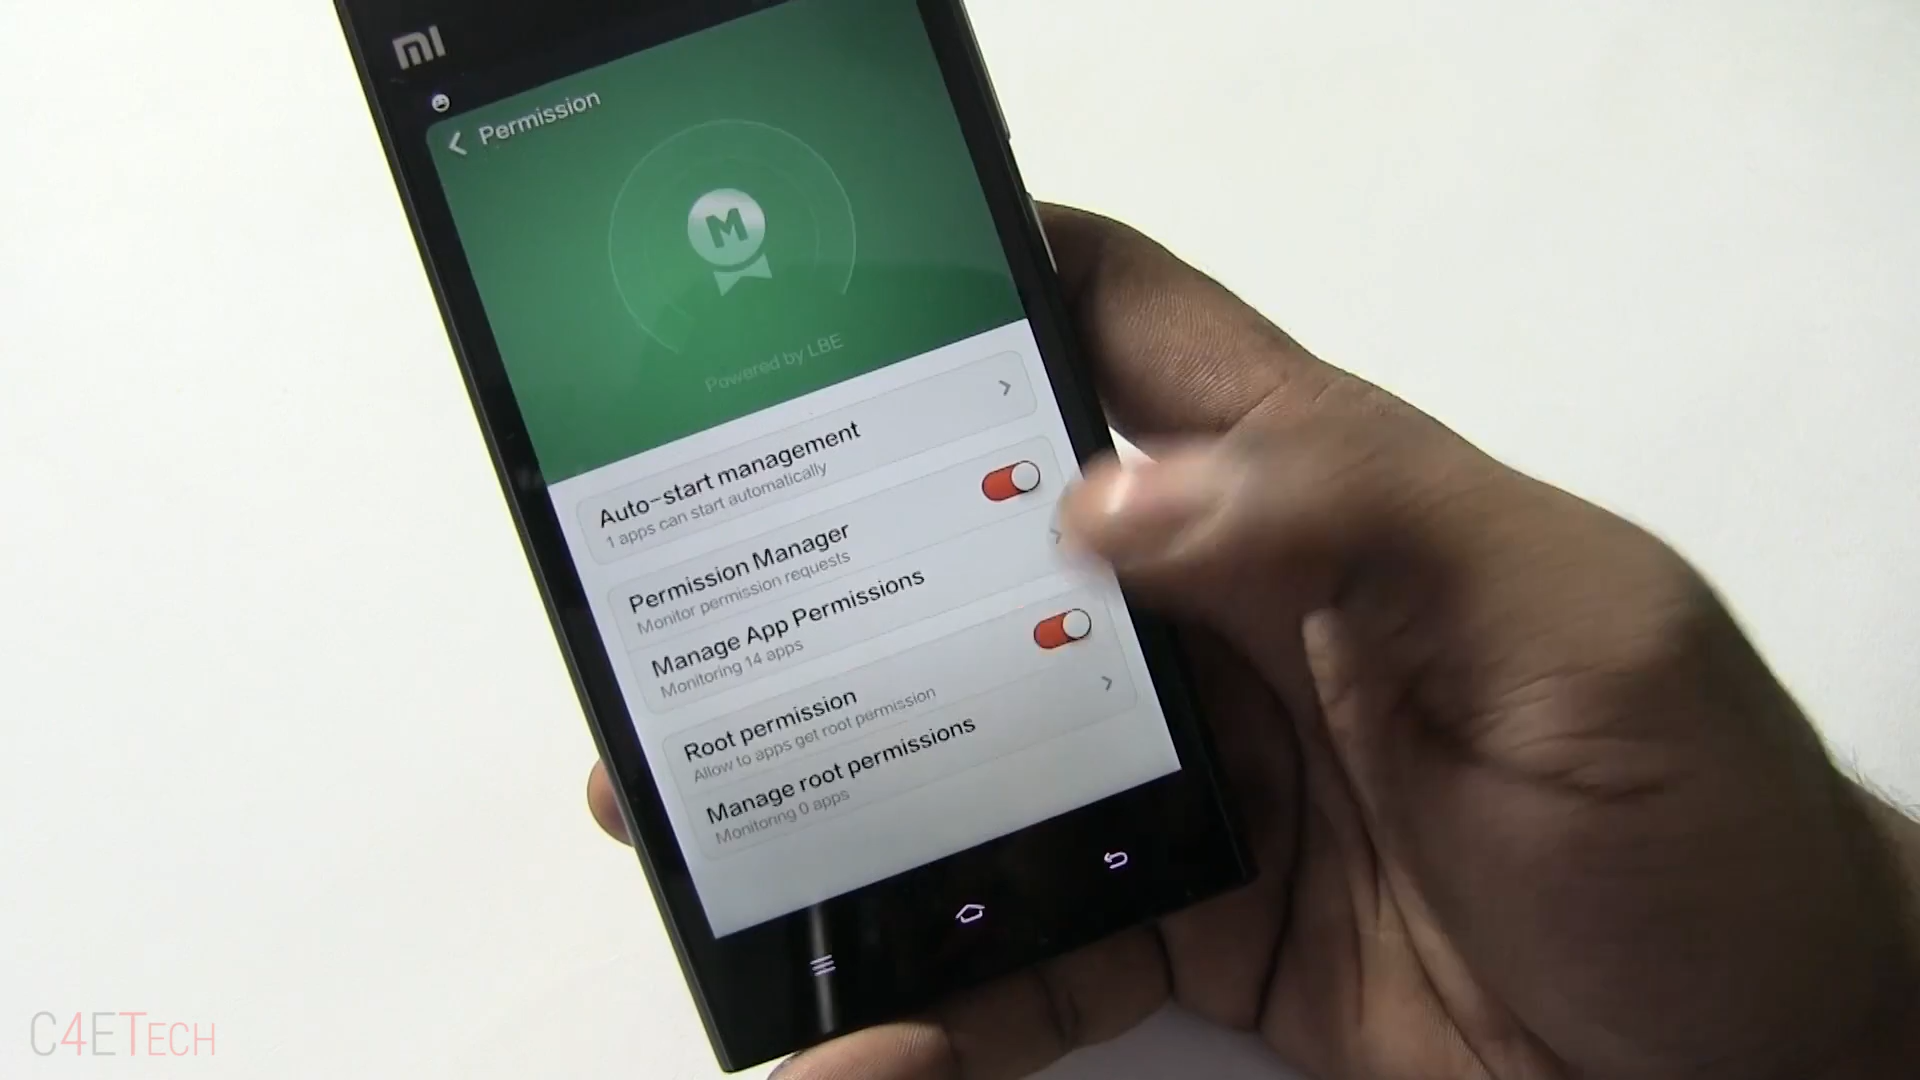 MI
Permission
M
Powered by LBE
Auto-start management
1 apps can start automatically
Permission Manager
Monitor permission requests
Manage App Permissions
Monitoring 14 apps
Root permission
Allow to apps get root permission
Manage root permissions
Monitoring 0 apps
C4ETECH